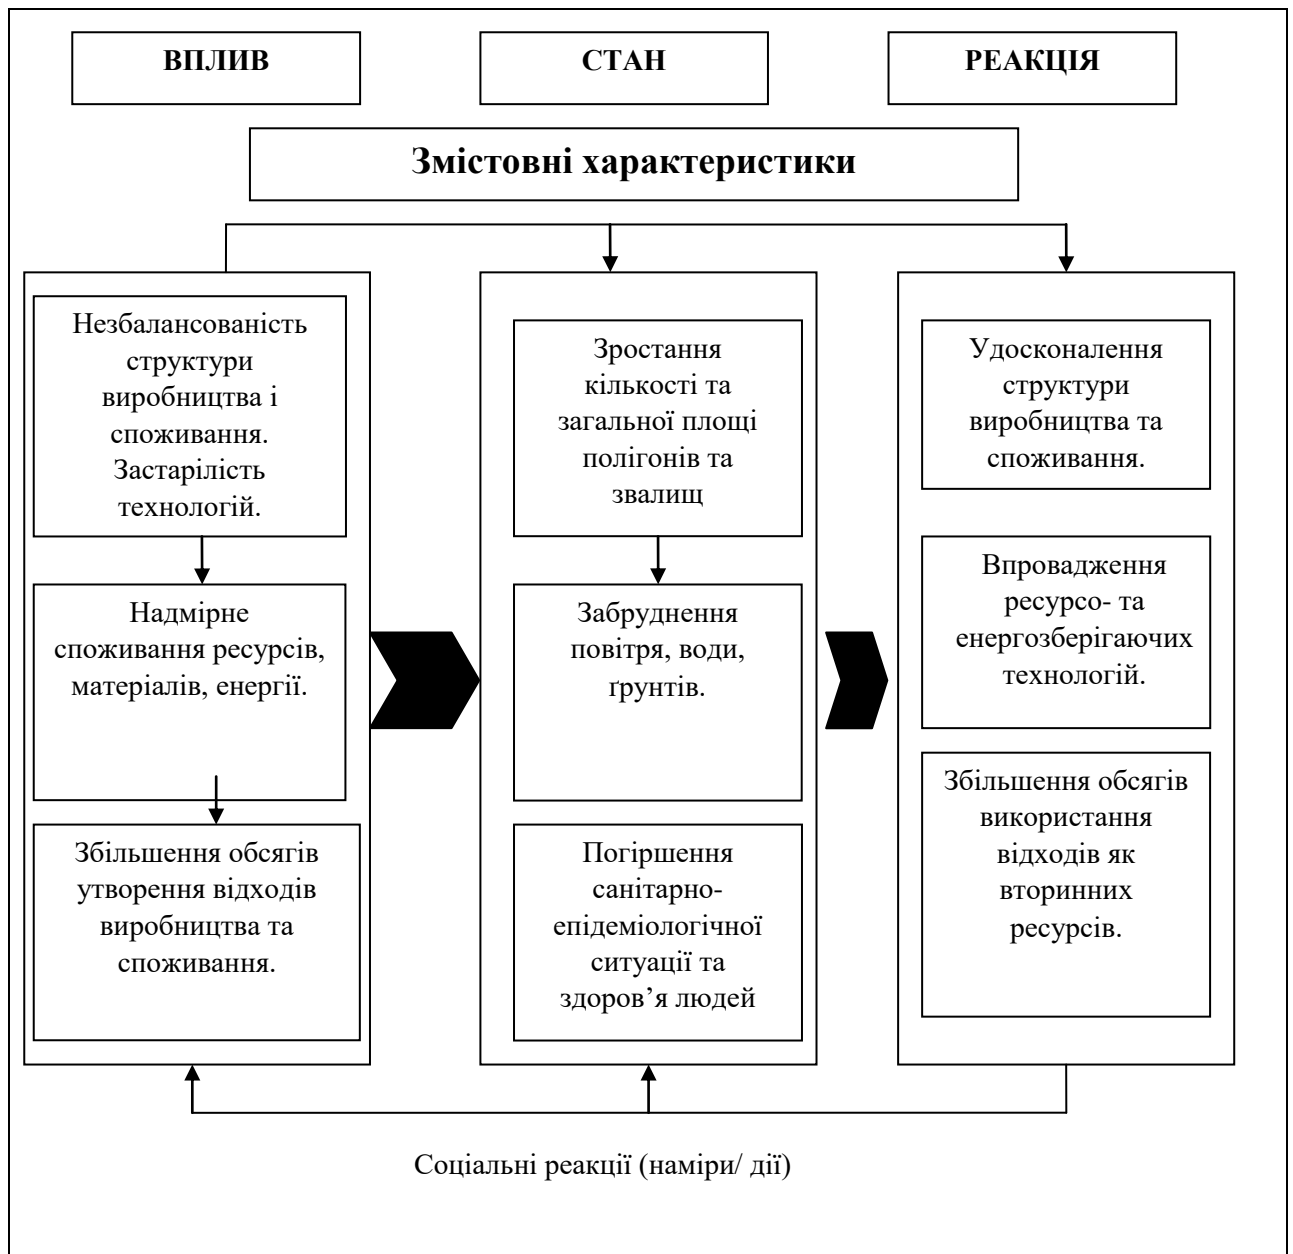 ВПЛИВ
СТАН
РЕАКЦІЯ
Змістовні характеристики
Незбалансованість
структури
виробництва і
споживання.
Застарілість
технологій.
Надмірне
споживання ресурсів,
матеріалів, енергії.
Збільшення обсягів
утворення відходів
виробництва та
споживання.
Зростання
кількості та
загальної площі
полігонів та
звалищ
Забруднення
повітря, води,
ґрунтів.
Погіршення
санітарно-
епідеміологічної
ситуації та
здоров’я людей
Удосконалення
структури
виробництва та
споживання.
Впровадження
ресурсо- та
енергозберігаючих
технологій.
Збільшення обсягів
використання
відходів як
вторинних
ресурсів.
Соціальні реакції (наміри/ дії)